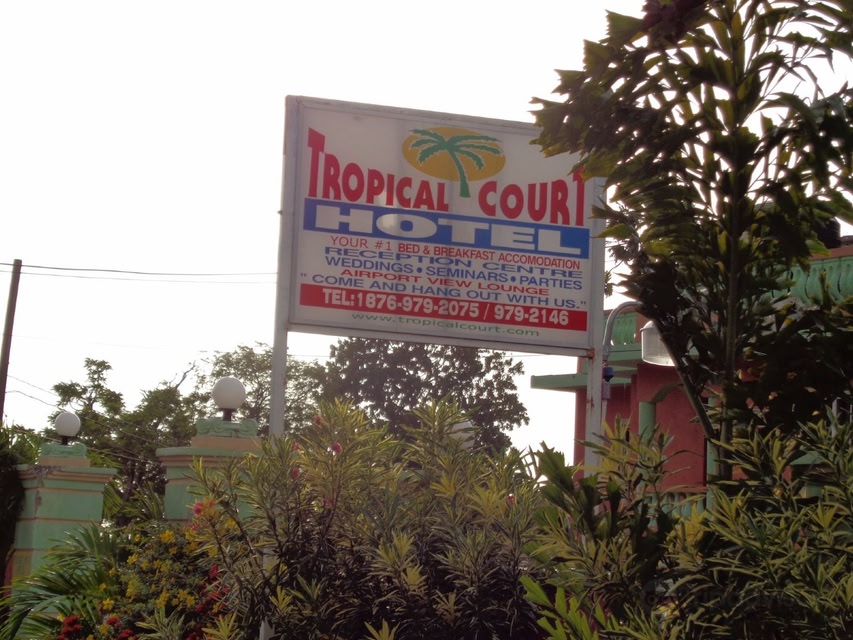 TROPICAL COURT
HOTEL
YOUR #1 BED & BREAKFAST ACCOMODATION
RECEPTION CENTRE
WEDDINGS • SEMINARS • PARTIES
AIRPORT VIEW LOUNGE
" COME AND HANG OUT WITH US."
TEL:1876-979-2075 / 979-2146
www.tropicalcourt.com